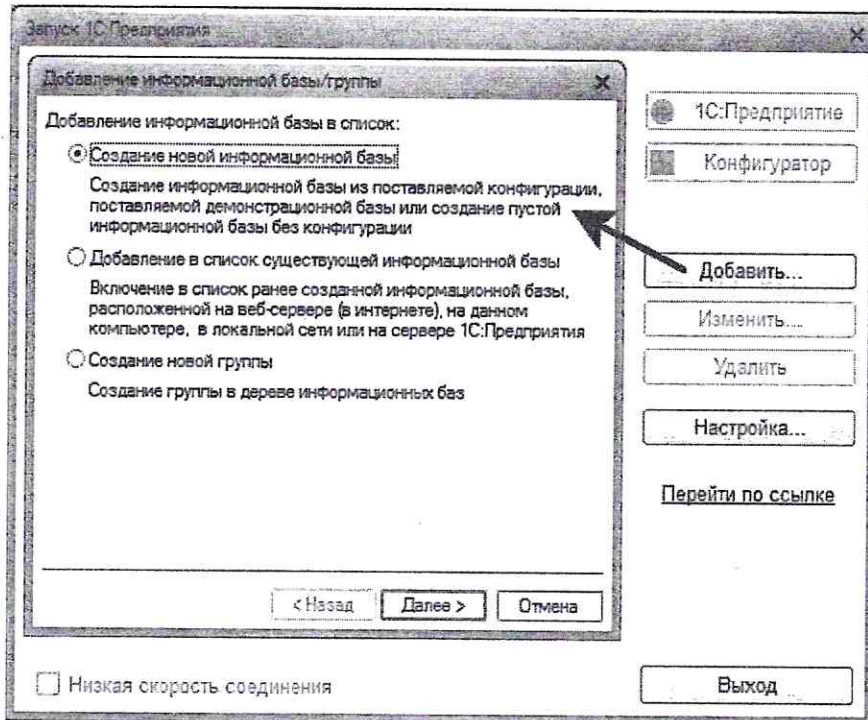 Запуск 1С:Предприятия
Добавление информационной базы/группы
Добавление информационной базы в список:
Создание новой информационной базы
Создание информационной базы из поставляемой конфигурации,
поставляемой демонстрационной базы или создание пустой
информационной базы без конфигурации
Добавление в список существующей информационной базы
Включение в список ранее созданной информационной базы,
расположенной на веб-сервере (в интернете), на данном
компьютере, в локальной сети или на сервере 1С:Предприятия
Создание новой группы
Создание группы в дереве информационных баз
< Назад
Далее >
Отмена
1С:Предприятие
Конфигуратор
Добавить...
Изменить...
Удалить
Настройка...
Перейти по ссылке
Низкая скорость соединения
Выход